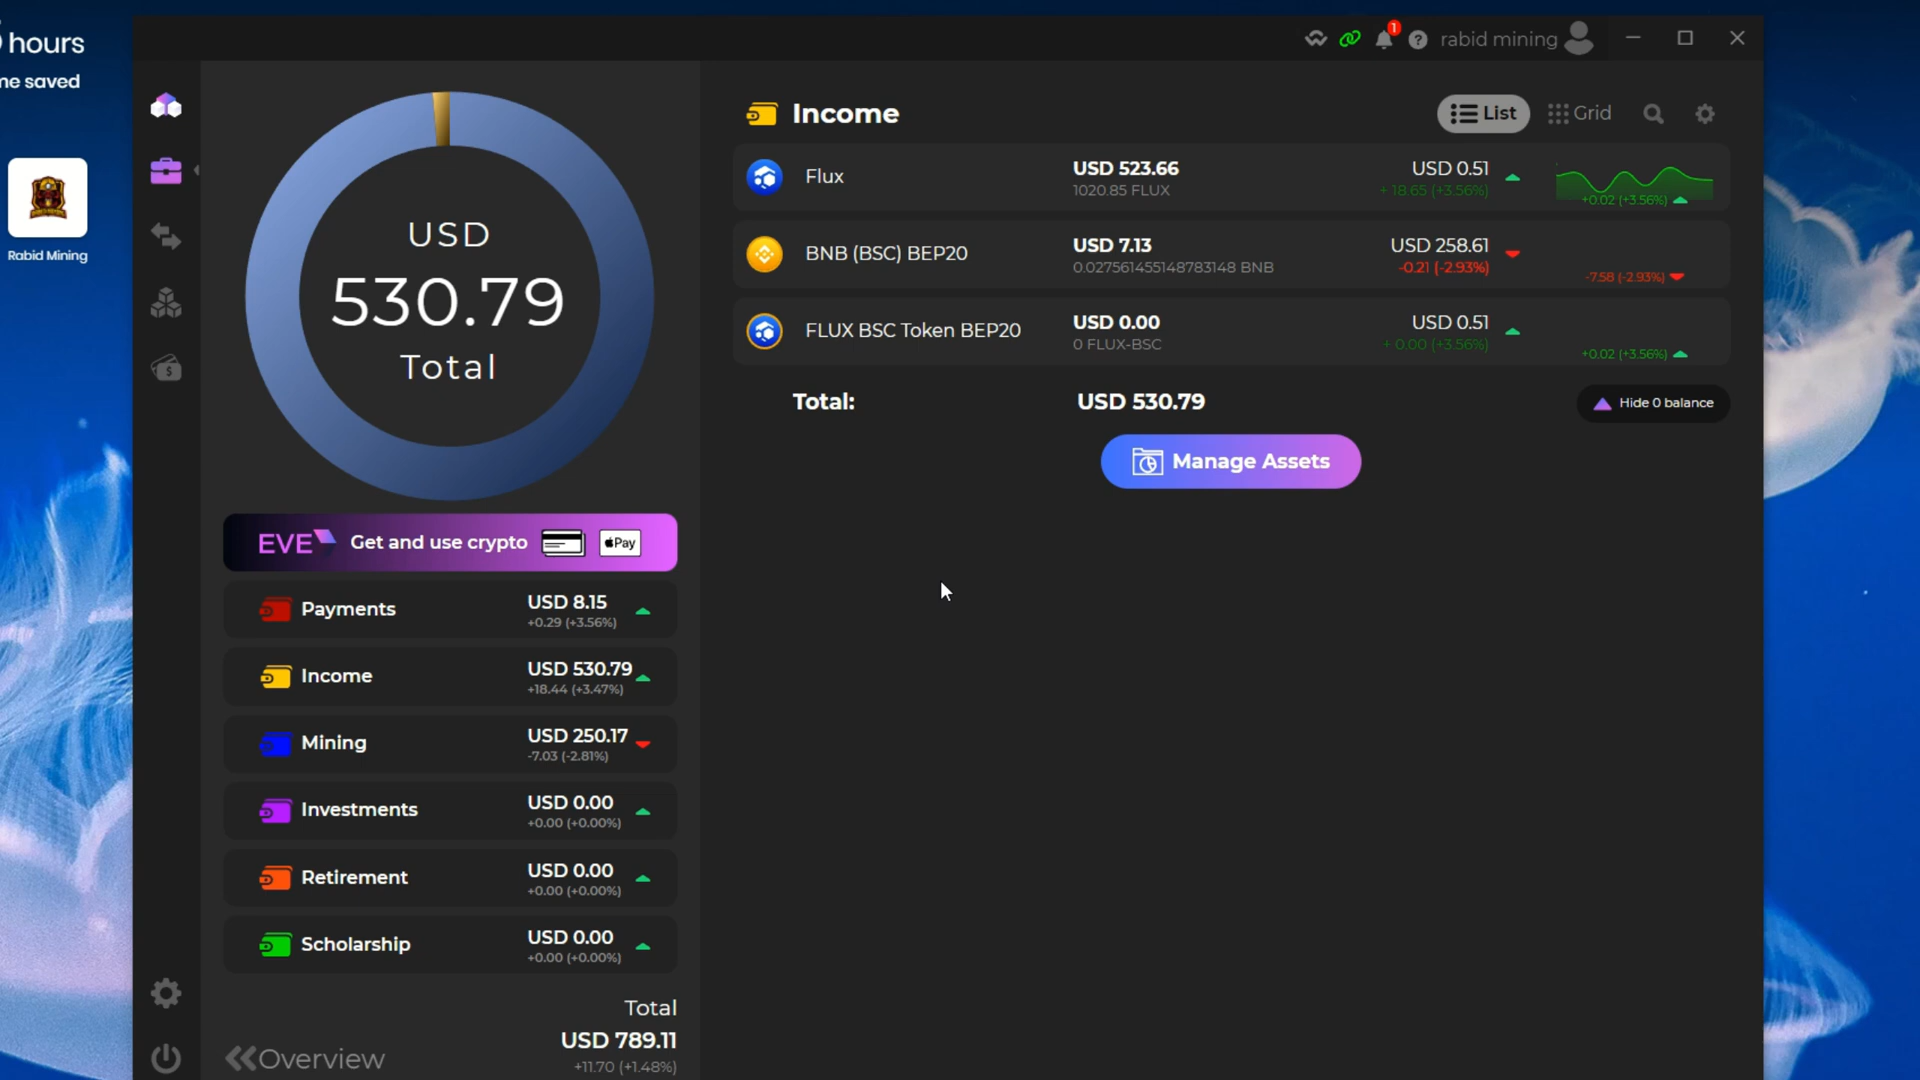 hours
me saved
Rabid Mining
1
rabid mining
USD
530.79
Total
EVE Get and use crypto Pay
Payments USD 8.15
+0.29 (+3.56%)
Income USD 530.79
+18.44 (+3.47%)
Mining USD 250.17
-7.03 (-2.81%)
Investments USD 0.00
+0.00 (+0.00%)
Retirement USD 0.00
+0.00 (+0.00%)
Scholarship USD 0.00
+0.00 (+0.00%)
Total
USD 789.11
+11.70 (+1.48%)
Overview
Income List Grid
Flux USD 523.66 USD 0.51
1020.85 FLUX + 18.65 (+3.56%) +0.02 (+3.56%)
BNB (BSC) BEP20 USD 7.13 USD 258.61
0.027561455148783148 BNB -0.21 (-2.93%) -7.58 (-2.93%)
FLUX BSC Token BEP20 USD 0.00 USD 0.51
0 FLUX-BSC + 0.00 (+3.56%) +0.02 (+3.56%)
Total: USD 530.79 Hide 0 balance
Manage Assets